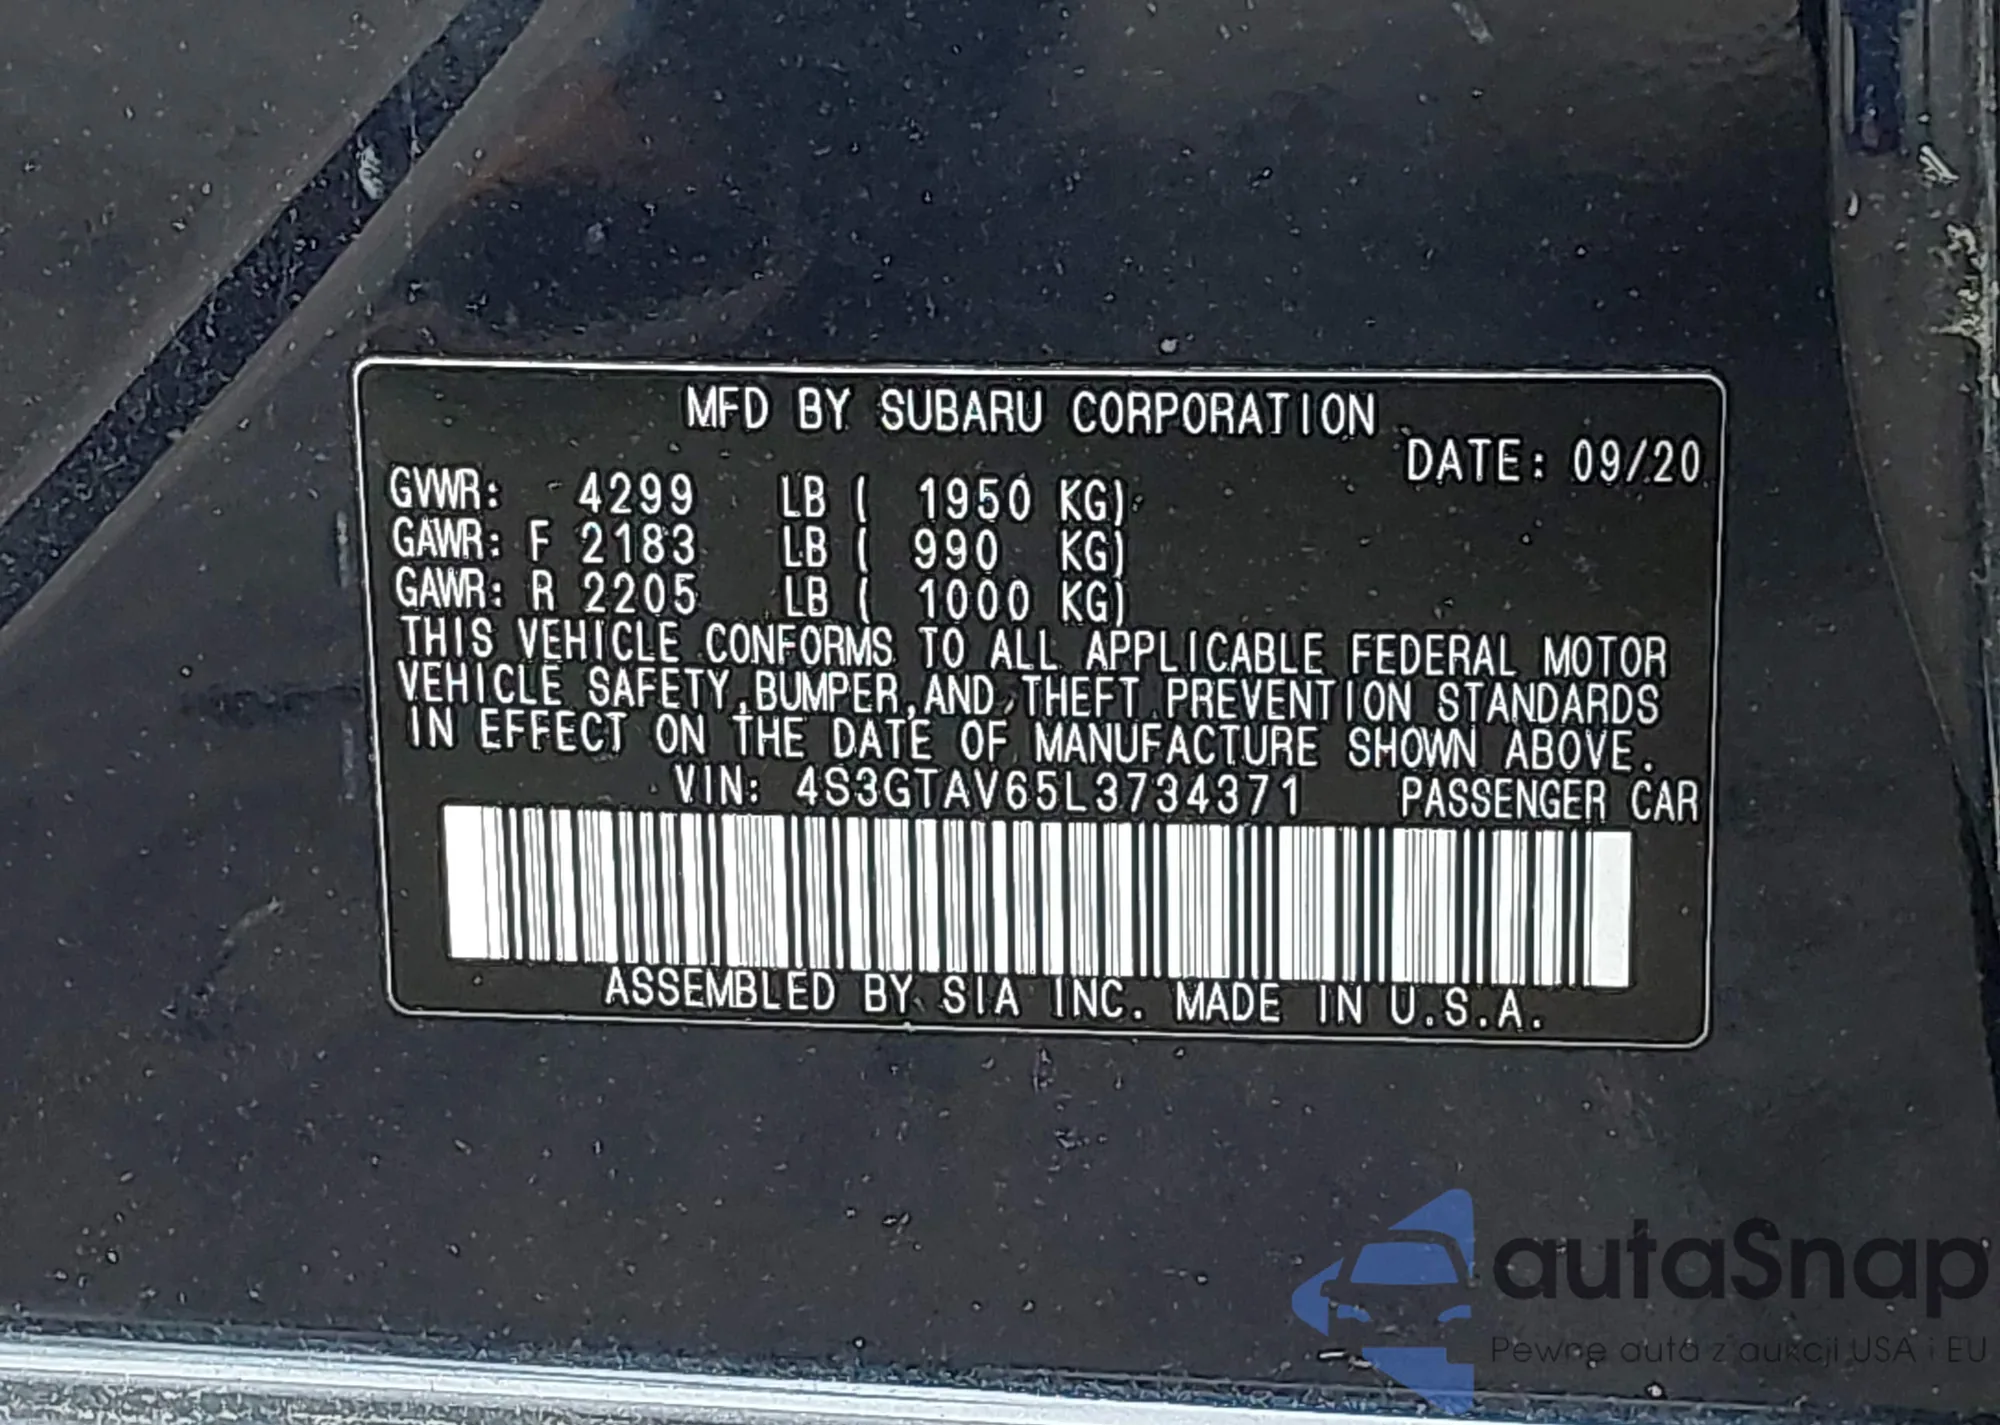 MFD BY SUBARU CORPORATION
DATE: 09/20
GVWR: 4299 LB ( 1950 KG)
GAWR: F 2183 LB ( 990 KG)
GAWR: R 2205 LB ( 1000 KG)
THIS VEHICLE CONFORMS TO ALL APPLICABLE FEDERAL MOTOR
VEHICLE SAFETY, BUMPER, AND THEFT PREVENTION STANDARDS
IN EFFECT ON THE DATE OF MANUFACTURE SHOWN ABOVE.
VIN: 4S3GTAV65L3734371 PASSENGER CAR
ASSEMBLED BY SIA INC. MADE IN U.S.A.
autaSnap
Pewne auta z aukcji USA i EU